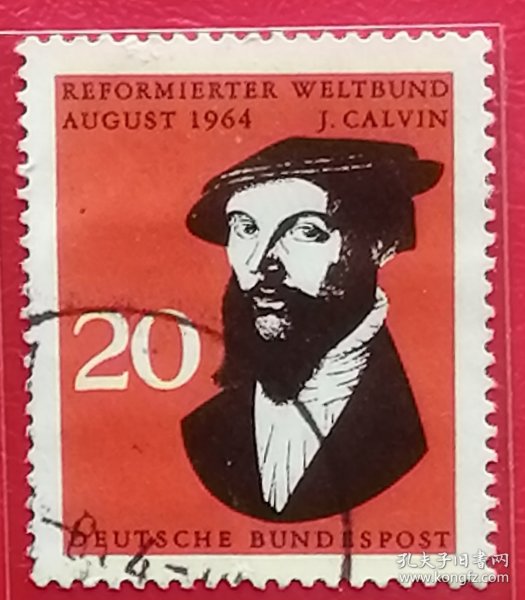 REFORMIERTER WELTBUND
AUGUST 1964 J. CALVIN
20
DEUTSCHE BUNDESPOST
孔夫子旧书网
www.kongfz.com